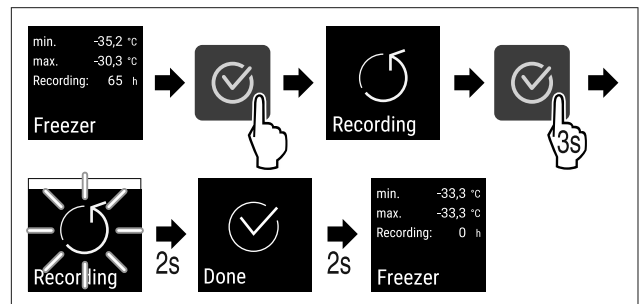 min. -35,2 °C
max. -30,3 °C
Recording: 65 h
Freezer
Recording
3s
Recording
2s
Done
2s
min. -33,3 °C
max. -33,3 °C
Recording: 0 h
Freezer